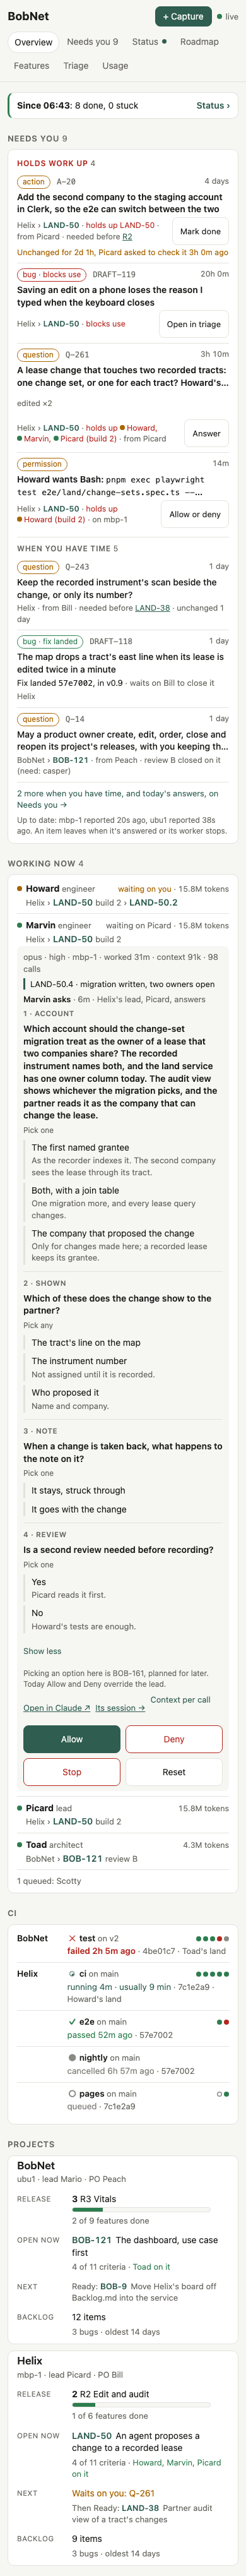 BobNet
+ Capture
live
Overview
Needs you 9
Status
Roadmap
Features
Triage
Usage
Since 06:43: 8 done, 0 stuck
Status ›
NEEDS YOU 9
HOLDS WORK UP 4
action A-20
4 days
Add the second company to the staging account
in Clerk, so the e2e can switch between the two
Helix › LAND-50 · holds up LAND-50 ·
from Picard · needed before R2
Mark done
Unchanged for 2d 1h, Picard asked to check it 3h 0m ago
bug · blocks use DRAFT-119
20h 0m
Saving an edit on a phone loses the reason I
typed when the keyboard closes
Helix › LAND-50 · blocks use
Open in triage
question Q-261
3h 10m
A lease change that touches two recorded tracts:
one change set, or one for each tract? Howard's...
edited ×2
Helix › LAND-50 · holds up Howard,
Marvin, Picard (build 2) · from Picard
Answer
permission
14m
Howard wants Bash: pnpm exec playwright
test e2e/land/change-sets.spec.ts --...
Helix › LAND-50 · holds up
Howard (build 2) · on mbp-1
Allow or deny
WHEN YOU HAVE TIME 5
question Q-243
1 day
Keep the recorded instrument's scan beside the
change, or only its number?
Helix · from Bill · needed before LAND-38 · unchanged 1
day
bug · fix landed DRAFT-118
1 day
The map drops a tract's east line when its lease is
edited twice in a minute
Fix landed 57e7002, in v0.9 · waits on Bill to close it
Helix
question Q-14
1 day
May a product owner create, edit, order, close and
reopen its project's releases, with you keeping th...
BobNet › BOB-121 · from Peach · review B closed on it
(need: casper)
2 more when you have time, and today's answers, on
Needs you →
Up to date: mbp-1 reported 20s ago, ubu1 reported 38s
ago. An item leaves when it's answered or its worker stops.
WORKING NOW 4
Howard engineer
waiting on you · 15.8M tokens
Helix › LAND-50 build 2 › LAND-50.2
Marvin engineer
waiting on Picard · 15.8M tokens
Helix › LAND-50 build 2
opus · high · mbp-1 · worked 31m · context 91k · 98
calls
LAND-50.4 · migration written, two owners open
Marvin asks · 6m · Helix's lead, Picard, answers
1 · ACCOUNT
Which account should the change-set
migration treat as the owner of a lease that
two companies share? The recorded
instrument names both, and the land service
has one owner column today. The audit view
shows whichever the migration picks, and the
partner reads it as the company that can
change the lease.
Pick one
The first named grantee
As the recorder indexes it. The second company
sees the lease through its tract.
Both, with a join table
One migration more, and every lease query
changes.
The company that proposed the change
Only for changes made here; a recorded lease
keeps its grantee.
2 · SHOWN
Which of these does the change show to the
partner?
Pick any
The tract's line on the map
The instrument number
Not assigned until it is recorded.
Who proposed it
Name and company.
3 · NOTE
When a change is taken back, what happens to
the note on it?
Pick one
It stays, struck through
It goes with the change
4 · REVIEW
Is a second review needed before recording?
Pick one
Yes
Picard reads it first.
No
Howard's tests are enough.
Show less
Picking an option here is BOB-161, planned for later.
Today Allow and Deny override the lead.
Open in Claude ↗ Its session →
Context per call
Allow
Deny
Stop
Reset
Picard lead
15.8M tokens
Helix › LAND-50 build 2
Toad architect
4.3M tokens
BobNet › BOB-121 review B
1 queued: Scotty
CI
BobNet
test on v2
failed 2h 5m ago · 4be01c7 · Toad's land
Helix
ci on main
running 4m · usually 9 min · 7c1e2a9 ·
Howard's land
e2e on main
passed 52m ago · 57e7002
nightly on main
cancelled 6h 57m ago · 57e7002
pages on main
queued · 7c1e2a9
PROJECTS
BobNet
ubu1 · lead Mario · PO Peach
RELEASE
3 R3 Vitals
2 of 9 features done
OPEN NOW
BOB-121 The dashboard, use case
first
4 of 11 criteria · Toad on it
NEXT
Ready: BOB-9 Move Helix's board off
Backlog.md into the service
BACKLOG
12 items
3 bugs · oldest 14 days
Helix
mbp-1 · lead Picard · PO Bill
RELEASE
2 R2 Edit and audit
1 of 6 features done
OPEN NOW
LAND-50 An agent proposes a
change to a recorded lease
4 of 11 criteria · Howard, Marvin, Picard
on it
NEXT
Waits on you: Q-261
Then Ready: LAND-38 Partner audit
view of a tract's changes
BACKLOG
9 items
3 bugs · oldest 14 days